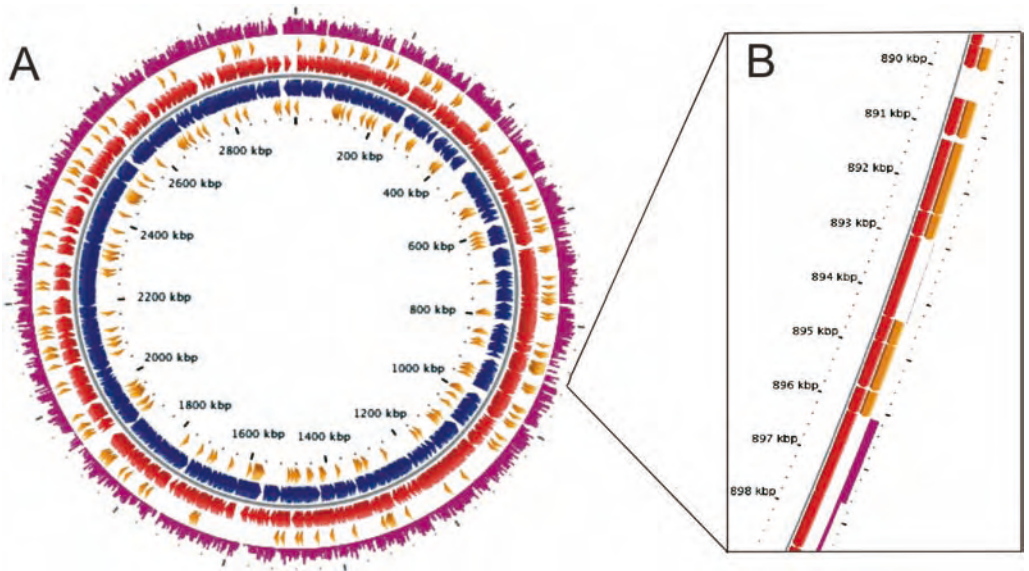 A
2800 kbp
200 kbp
2600 kbp
400 kbp
2400 kbp
600 kbp
2200 kbp
800 kbp
2000 kbp
1000 kbp
1800 kbp
1200 kbp
1600 kbp
1400 kbp
B
890 kbp
891 kbp
892 kbp
893 kbp
894 kbp
895 kbp
896 kbp
897 kbp
898 kbp